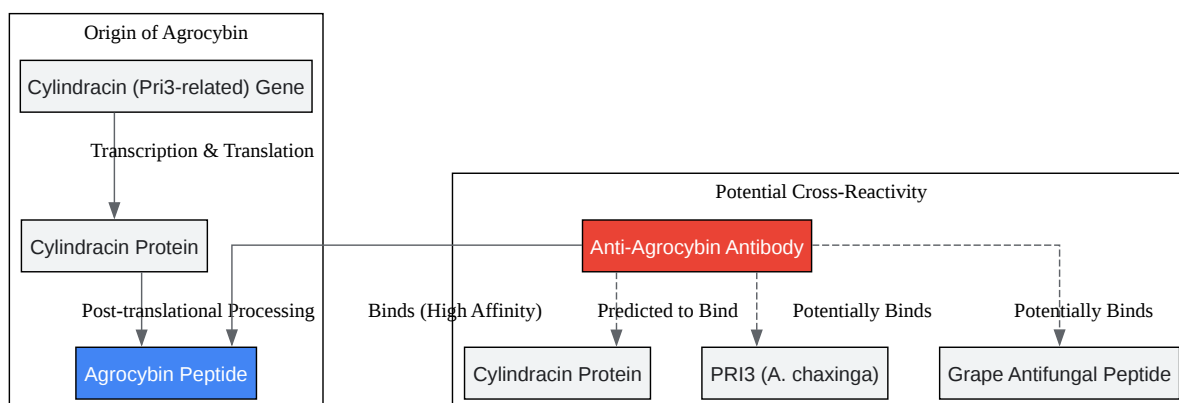 Origin of Agrocybin
Cylindracin (Pri3-related) Gene
Transcription & Translation
Cylindracin Protein
Post-translational Processing
Agrocybin Peptide
Potential Cross-Reactivity
Anti-Agrocybin Antibody
Binds (High Affinity)
Predicted to Bind
Potentially Binds
Potentially Binds
Cylindracin Protein
PRI3 (A. chaxinga)
Grape Antifungal Peptide